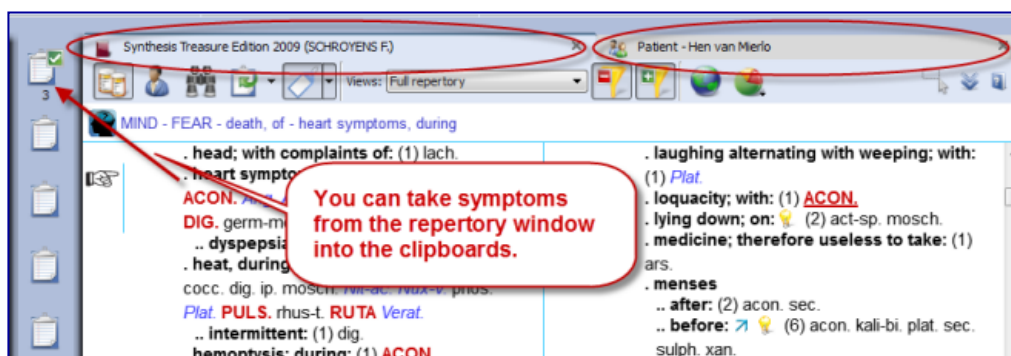 Synthesis Treasure Edition 2009 (SCHROYENS F.)
Patient - Hen van Mierlo
3
Views: Full repertory
MIND - FEAR - death, of - heart symptoms, during
. head; with complaints of: (1) lach.
. heart sympto
ACON.
DIG. germ-m
.. dyspepsia
. heat, during
cocc. dig. ip. mosch. Nit-ac. Nux-v. phos.
Plat. PULS. rhus-t. RUTA Verat.
.. intermittent: (1) dig.
hemoptysis; during: (1) ACON.
You can take symptoms
from the repertory window
into the clipboards.
. laughing alternating with weeping; with:
(1) Plat.
. loquacity; with: (1) ACON.
. lying down; on: (2) act-sp. mosch.
. medicine; therefore useless to take: (1)
ars.
. menses
.. after: (2) acon. sec.
.. before: (6) acon. kali-bi. plat. sec.
sulph. xan.